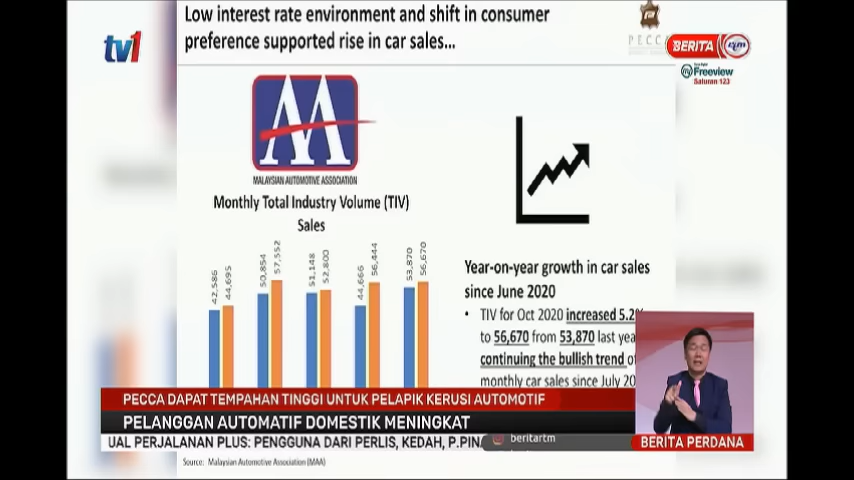 Low interest rate environment and shift in consumer
preference supported rise in car sales...
tv1
PECCA
BERITA rtm
Freeview
Saluran 123
MALAYSIAN AUTOMOTIVE ASSOCIATION
Monthly Total Industry Volume (TIV)
Sales
42,586
44,695
50,854
57,552
51,148
52,800
44,666
56,444
53,870
56,670
Year-on-year growth in car sales
since June 2020
• TIV for Oct 2020 increased 5.2%
to 56,670 from 53,870 last yea
continuing the bullish trend of
monthly car sales since July 20
PECCA DAPAT TEMPAHAN TINGGI UNTUK PELAPIK KERUSI AUTOMOTIF
PELANGGAN AUTOMATIF DOMESTIK MENINGKAT
UAL PERJALANAN PLUS: PENGGUNA DARI PERLIS, KEDAH, P.PINA
beritartm
BERITA PERDANA
Source: Malaysian Automotive Association (MAA)